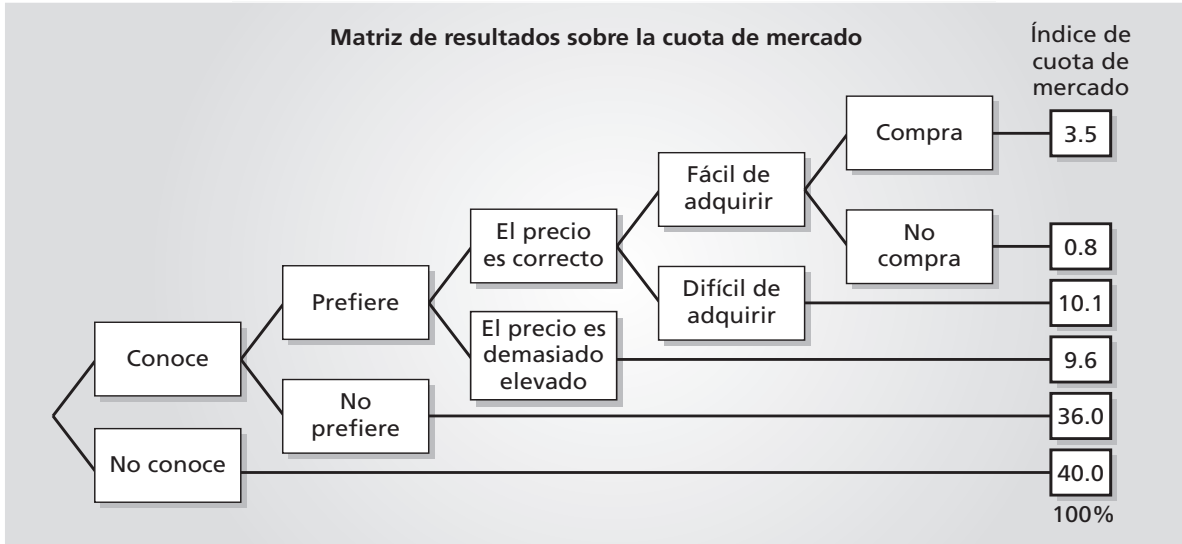 Matriz de resultados sobre la cuota de mercado
Índice de
cuota de
mercado
Compra
3.5
Fácil de
adquirir
No
compra
0.8
El precio
es correcto
Difícil de
adquirir
10.1
Prefiere
El precio es
demasiado
elevado
9.6
Conoce
No
prefiere
36.0
No conoce
40.0
100%